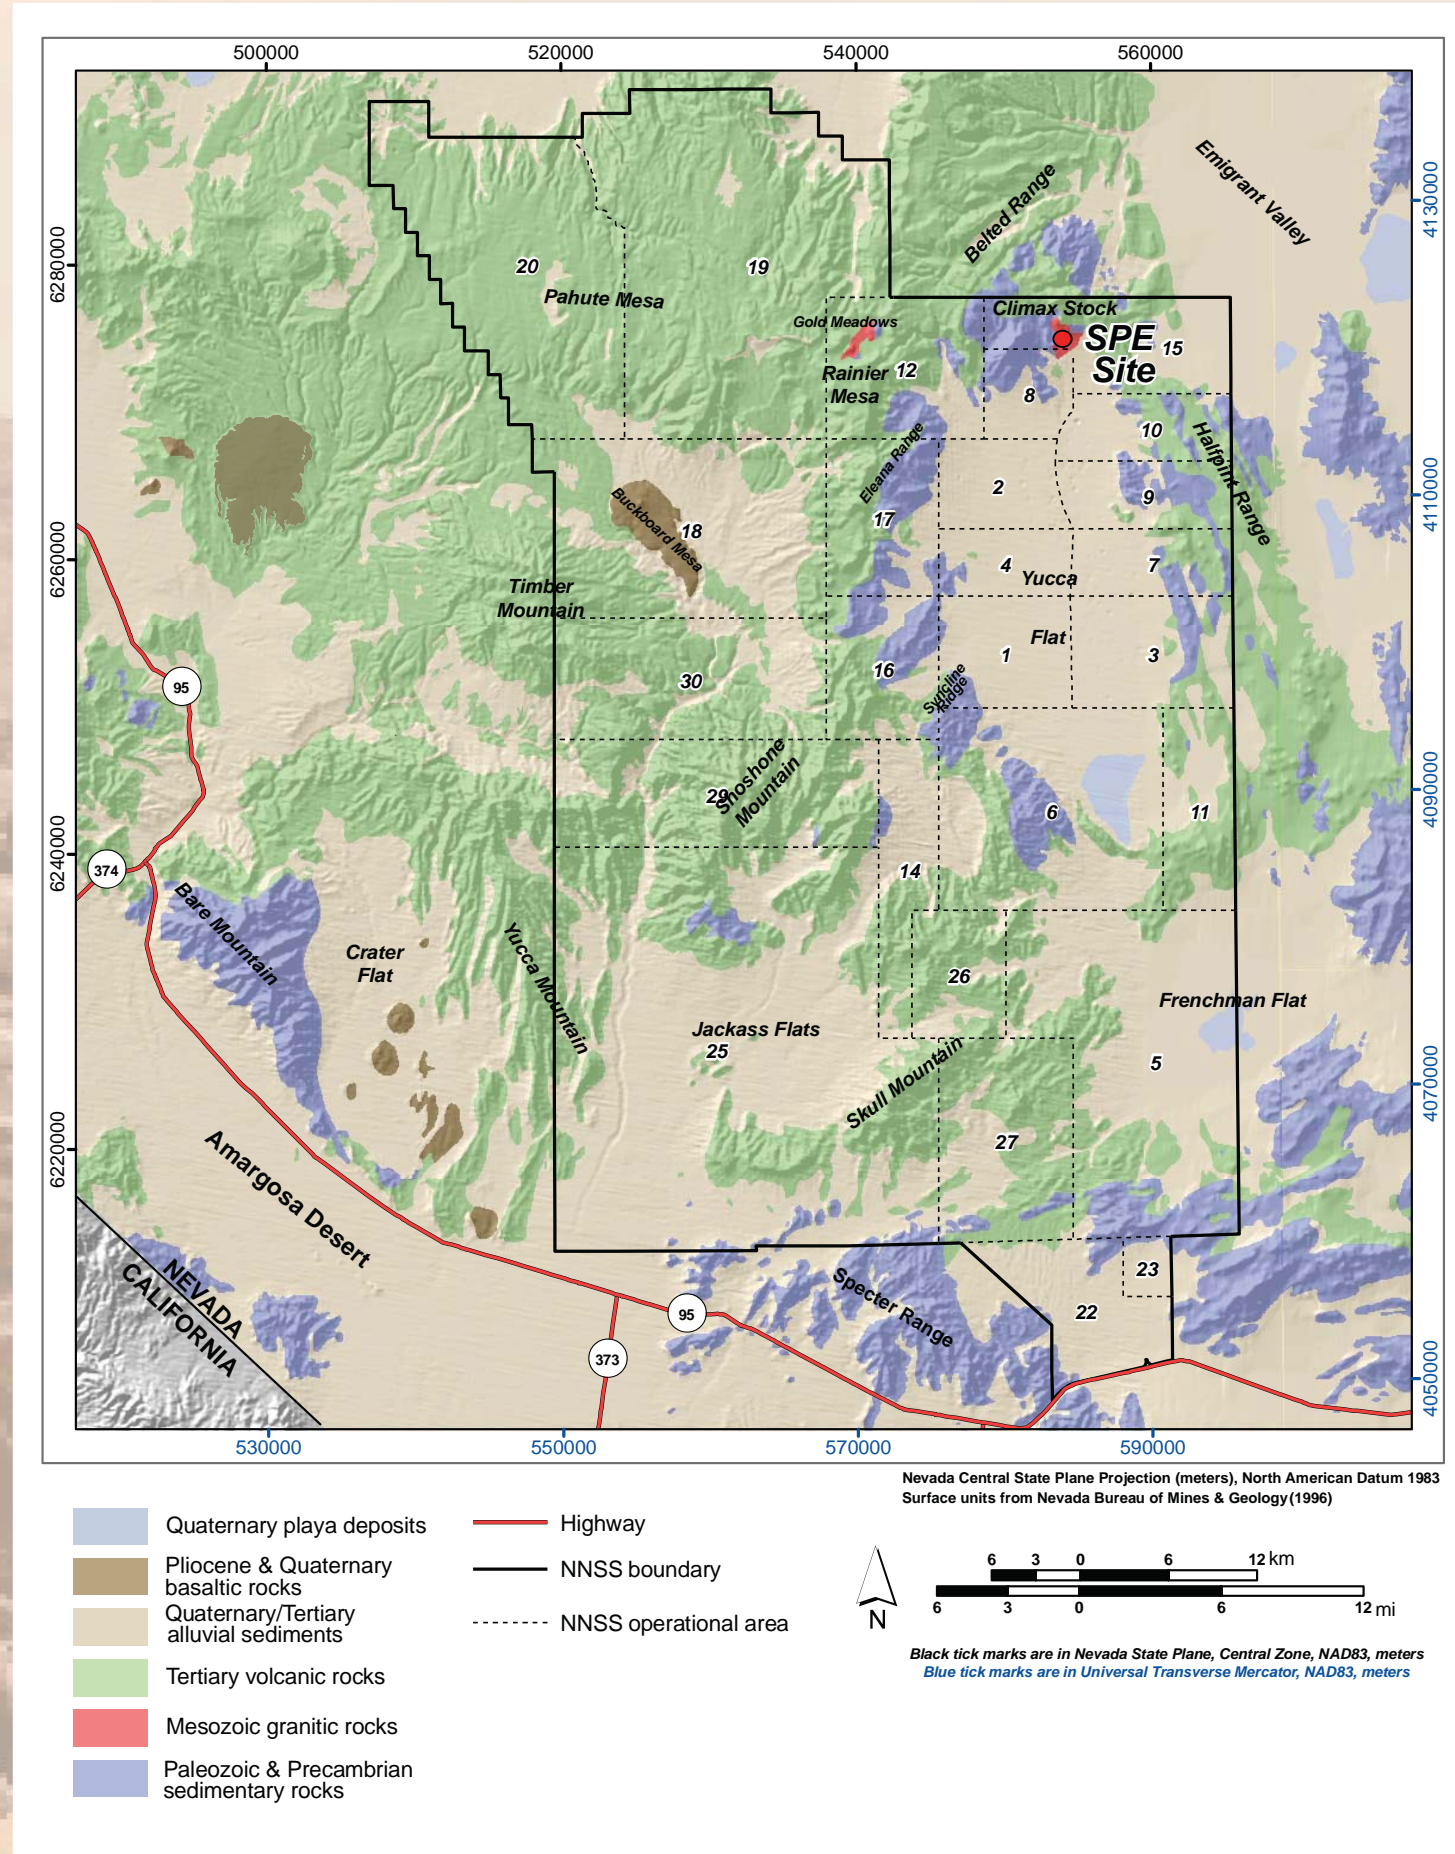 500000
520000
540000
560000
4130000
4110000
4090000
4070000
4050000
6280000
6260000
6240000
6220000
530000
550000
570000
590000
Emigrant Valley
Belted Range
20
19
Pahute Mesa
Climax Stock
Gold Meadows
SPE
Site
15
Rainier
Mesa
12
8
10
Halfpint Range
Eleana Range
2
9
17
Buckboard Mesa
18
4
7
Yucca
Flat
Timber
Mountain
1
3
16
30
Syncline
Ridge
95
Shoshone
Mountain
29
6
11
374
14
Bare Mountain
Crater
Flat
Yucca Mountain
26
Frenchman Flat
Jackass Flats
25
5
Skull Mountain
27
Amargosa Desert
NEVADA
CALIFORNIA
23
22
Specter Range
95
373
Nevada Central State Plane Projection (meters), North American Datum 1983
Surface units from Nevada Bureau of Mines & Geology (1996)
Quaternary playa deposits
Pliocene & Quaternary
basaltic rocks
Quaternary/Tertiary
alluvial sediments
Tertiary volcanic rocks
Mesozoic granitic rocks
Paleozoic & Precambrian
sedimentary rocks
Highway
NNSS boundary
NNSS operational area
N
6 3 0 6 12 km
6 3 0 6 12 mi
Black tick marks are in Nevada State Plane, Central Zone, NAD83, meters
Blue tick marks are in Universal Transverse Mercator, NAD83, meters